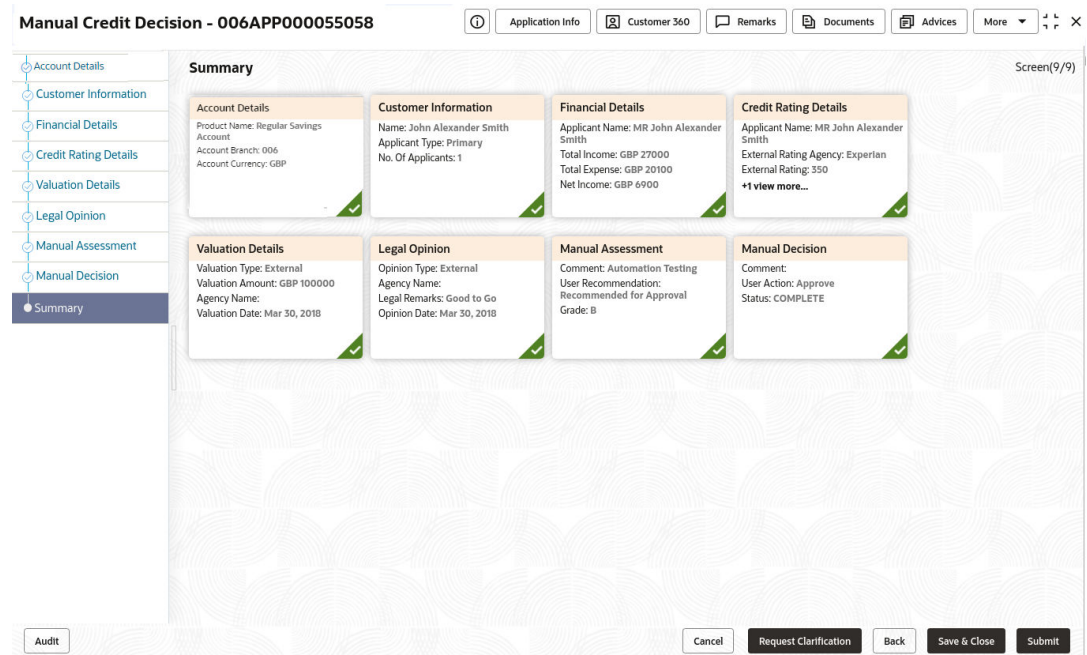 Manual Credit Decision - 006APP000055058
Application Info
Customer 360
Remarks
Documents
Advices
More
Account Details
Customer Information
Financial Details
Credit Rating Details
Valuation Details
Legal Opinion
Manual Assessment
Manual Decision
Summary
Summary
Screen(9/9)
Account Details
Product Name: Regular Savings
Account
Account Branch: 006
Account Currency: GBP
Customer Information
Name: John Alexander Smith
Applicant Type: Primary
No. Of Applicants: 1
Financial Details
Applicant Name: MR John Alexander
Smith
Total Income: GBP 27000
Total Expense: GBP 20100
Net Income: GBP 6900
Credit Rating Details
Applicant Name: MR John Alexander
Smith
External Rating Agency: Experian
External Rating: 350
+1 view more...
Valuation Details
Valuation Type: External
Valuation Amount: GBP 100000
Agency Name:
Valuation Date: Mar 30, 2018
Legal Opinion
Opinion Type: External
Agency Name:
Legal Remarks: Good to Go
Opinion Date: Mar 30, 2018
Manual Assessment
Comment: Automation Testing
User Recommendation:
Recommended for Approval
Grade: B
Manual Decision
Comment:
User Action: Approve
Status: COMPLETE
Audit
Cancel
Request Clarification
Back
Save & Close
Submit